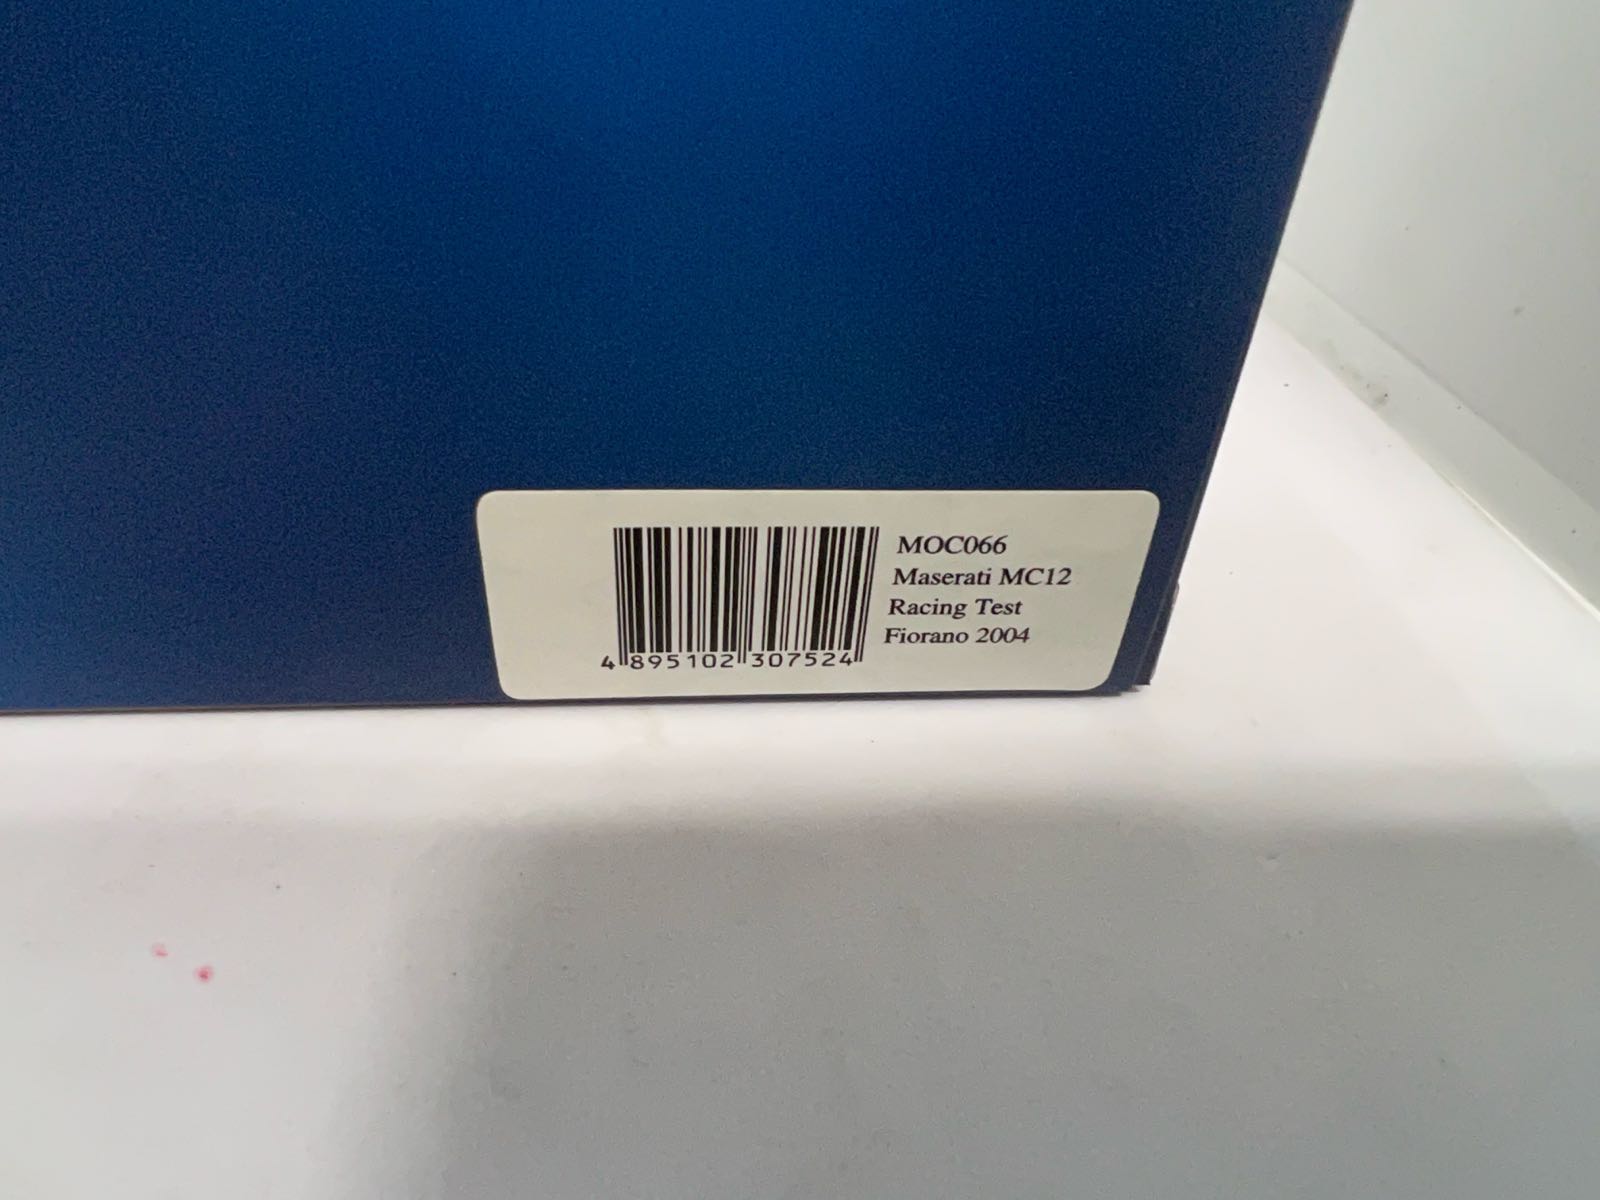 MOC066
Maserati MC12
Racing Test
Fiorano 2004
4 895102 307524